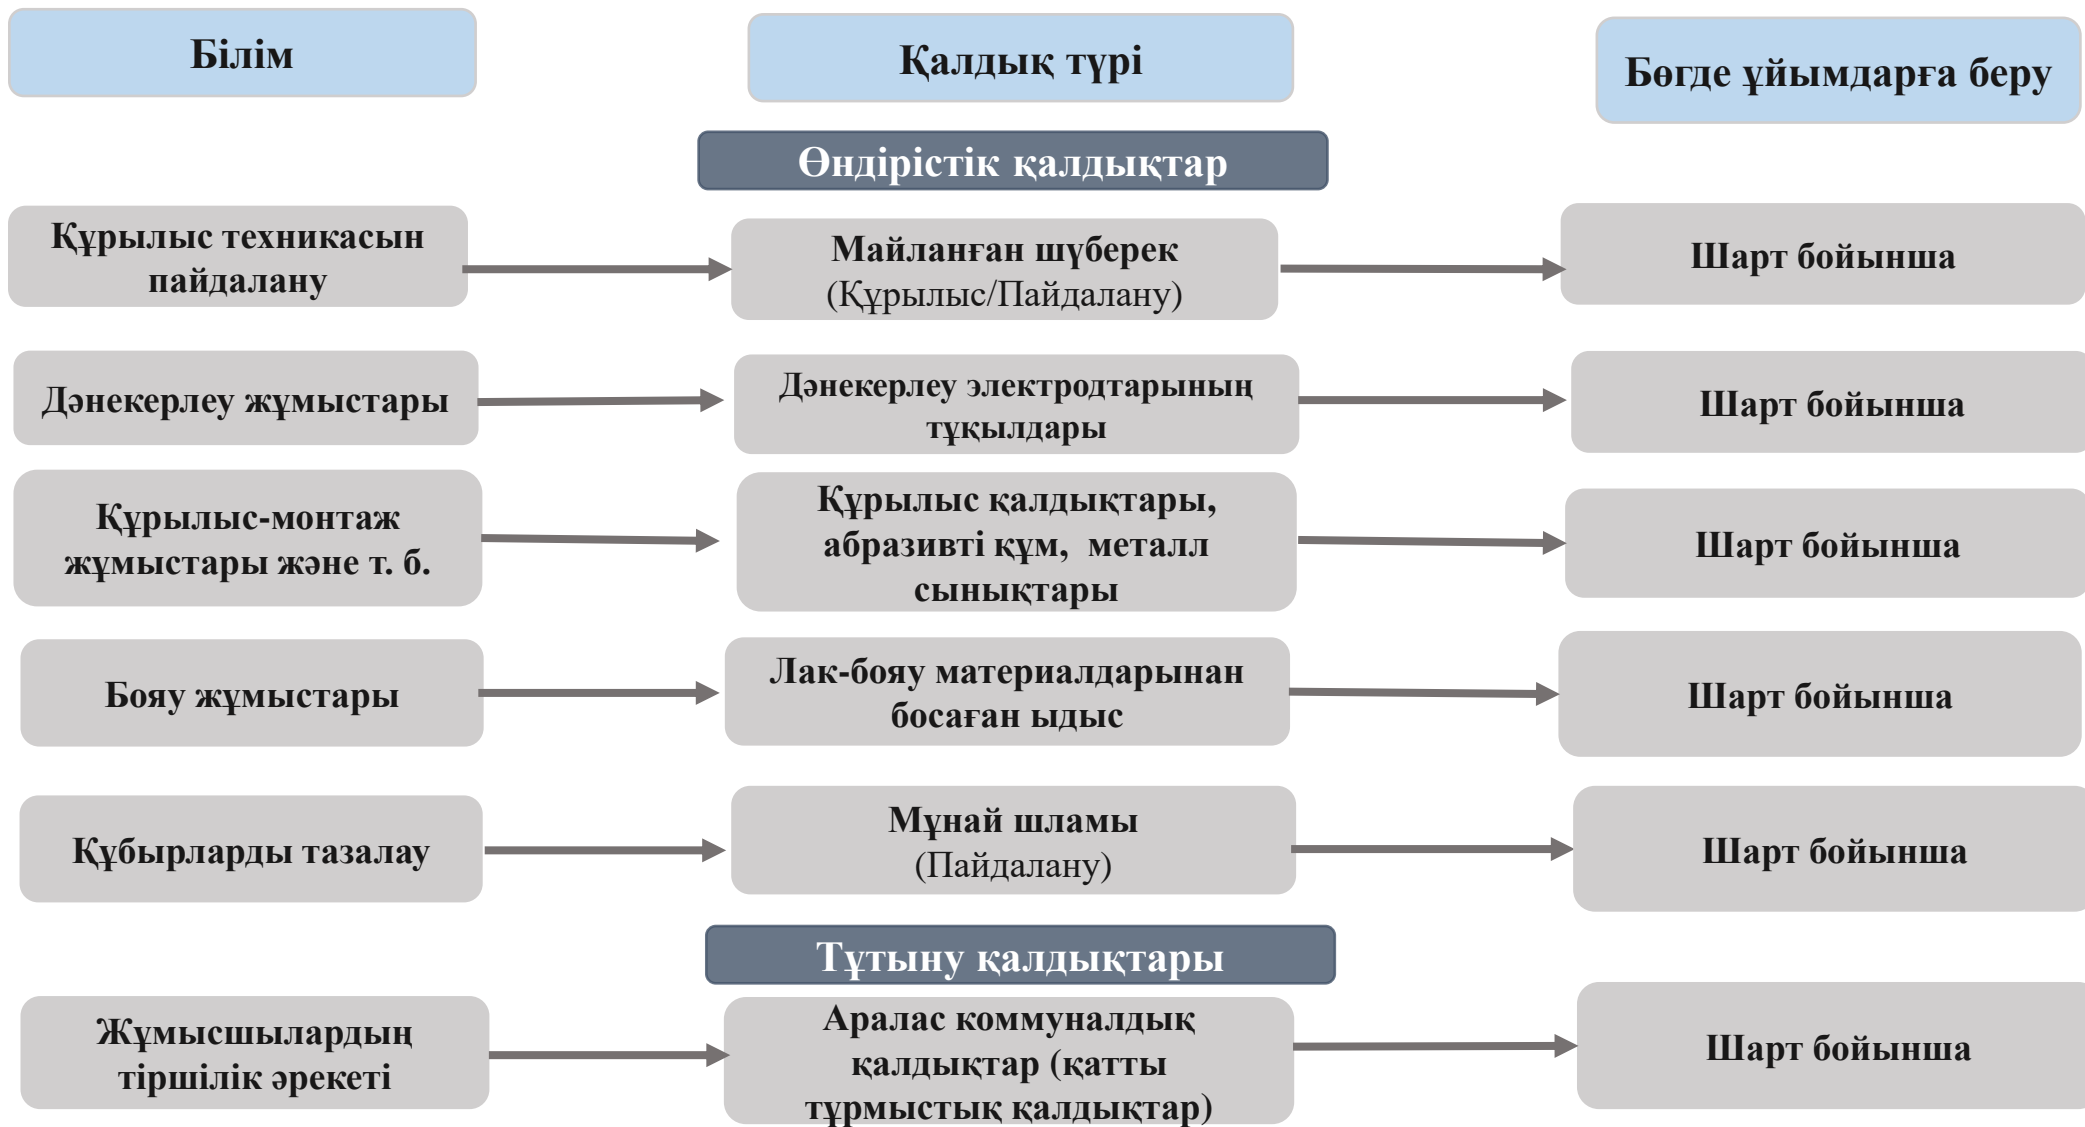 Білім
Қалдық түрі
Бөгде ұйымдарға беру
Өндірістік қалдықтар
Құрылыс техникасын
пайдалану
Майланған шүберек
(Құрылыс/Пайдалану)
Шарт бойынша
Дәнекерлеу жұмыстары
Дәнекерлеу электродтарының
тұқылдары
Шарт бойынша
Құрылыс-монтаж
жұмыстары және т. б.
Құрылыс қалдықтары,
абразивті құм, металл
сынықтары
Шарт бойынша
Бояу жұмыстары
Лак-бояу материалдарынан
босаған ыдыс
Шарт бойынша
Құбырларды тазалау
Мұнай шламы
(Пайдалану)
Шарт бойынша
Тұтыну қалдықтары
Жұмысшылардың
тіршілік әрекеті
Аралас коммуналдық
қалдықтар (қатты
тұрмыстық қалдықтар)
Шарт бойынша